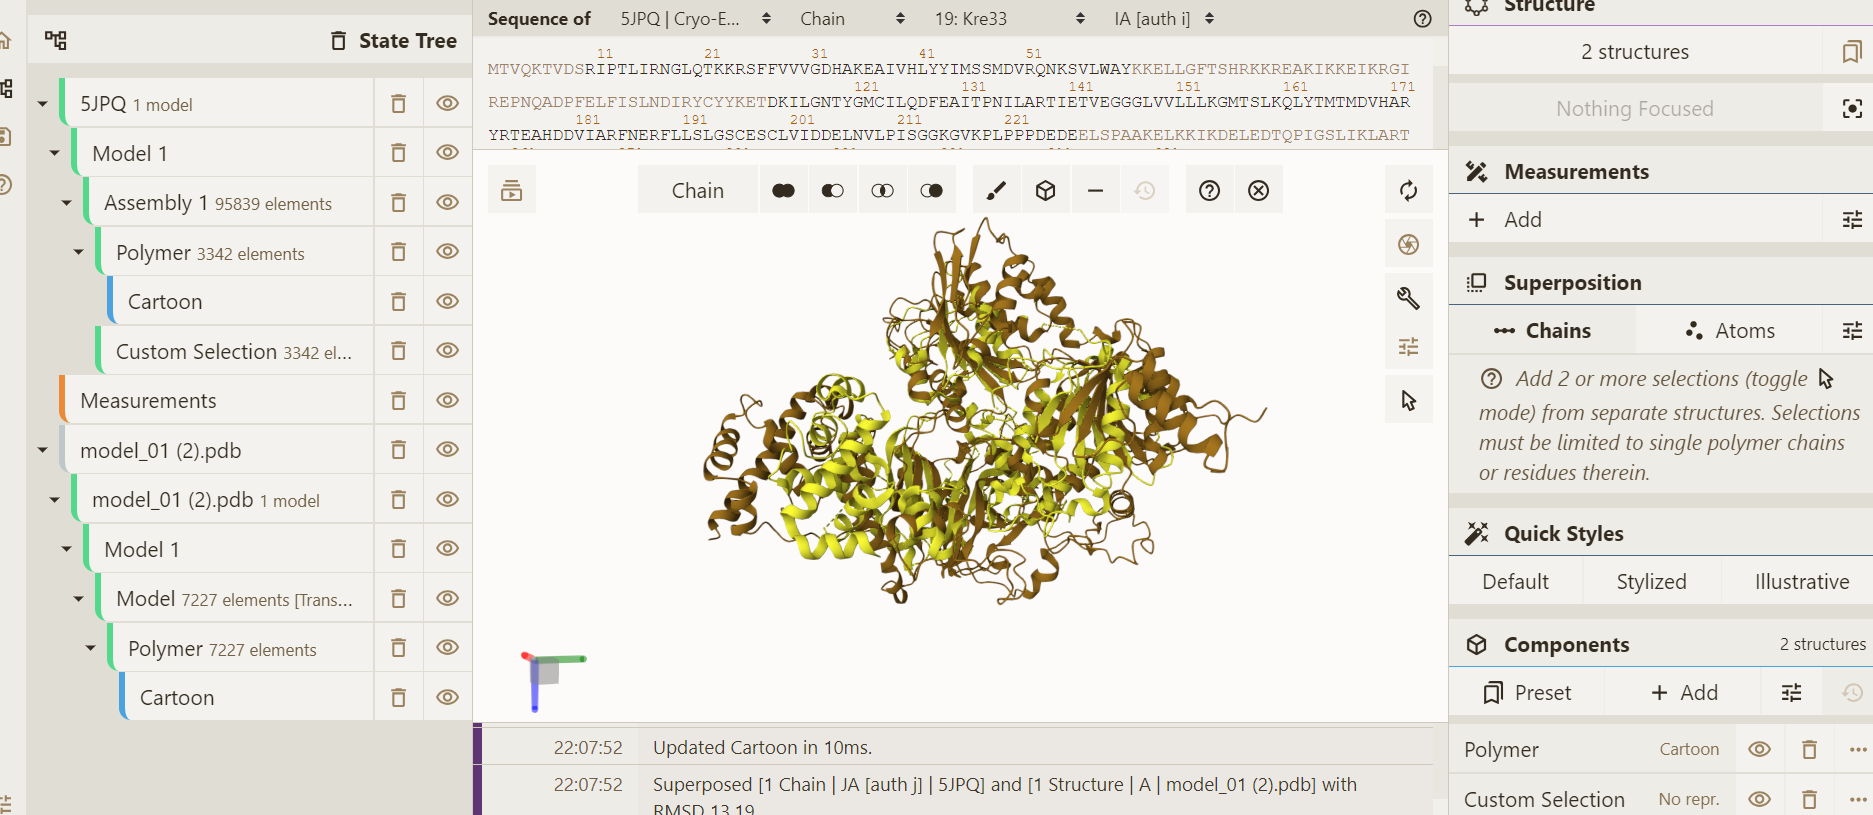 State Tree
5JPQ 1 model
Model 1
Assembly 1 95839 elements
Polymer 3342 elements
Cartoon
Custom Selection 3342 el...
Measurements
model_01 (2).pdb
model_01 (2).pdb 1 model
Model 1
Model 7227 elements [Trans...
Polymer 7227 elements
Cartoon
Sequence of 5JPQ | Cryo-E... Chain 19: Kre33 IA [auth i]
11 21 31 41 51
MTVQKTVDSRIPTLIRNGLQTKKRSFFVVVGDHAKEAIVHLYYIMSSMDVRQNKSVLWAYKKELLGFTSHRKKREAKIKKEIKRGI
121 131 141 151 161 171
REPNQADPFELFISLNDIRYCYYKETDKILGNTYGMCILQDFEAITPNILARTIETVEGGGLVVLLLKGMTSLKQLYTMTMDVHAR
181 191 201 211 221
YRTEAHDDVIARFNERFLLSLGSCESCLVIDDELNVLPISGGKGVKPLPPPDEDEELSPAAKELKKIKDELEDTQPIGSLIKLART
Chain
22:07:52 Updated Cartoon in 10ms.
22:07:52 Superposed [1 Chain | JA [auth j] | 5JPQ] and [1 Structure | A | model_01 (2).pdb] with
RMSD 13.19
Structure
2 structures
Nothing Focused
Measurements
+ Add
Superposition
Chains Atoms
Add 2 or more selections (toggle
mode) from separate structures. Selections
must be limited to single polymer chains
or residues therein.
Quick Styles
Default Stylized Illustrative
Components 2 structures
Preset + Add
Polymer Cartoon
Custom Selection No repr.